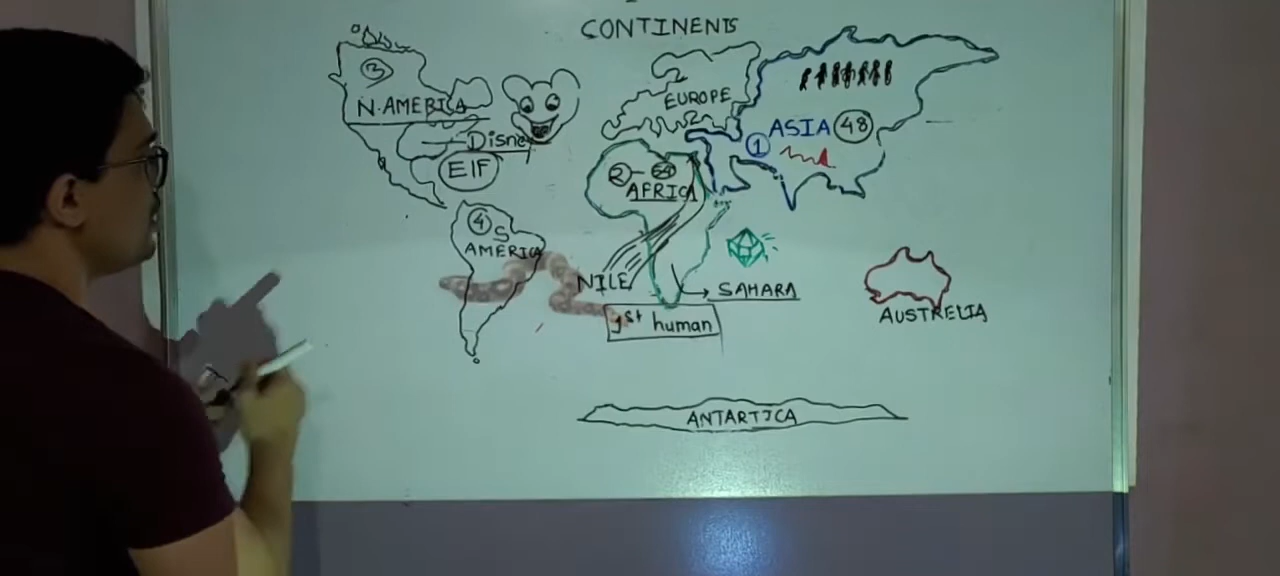 CONTINENTS
3
N.AMERICA
Disney
EIF
EUROPE
1 ASIA 48
2 -
AFRICA
4
S
AMERICA
NILE
SAHARA
1st human
AUSTRELIA
ANTARTICA